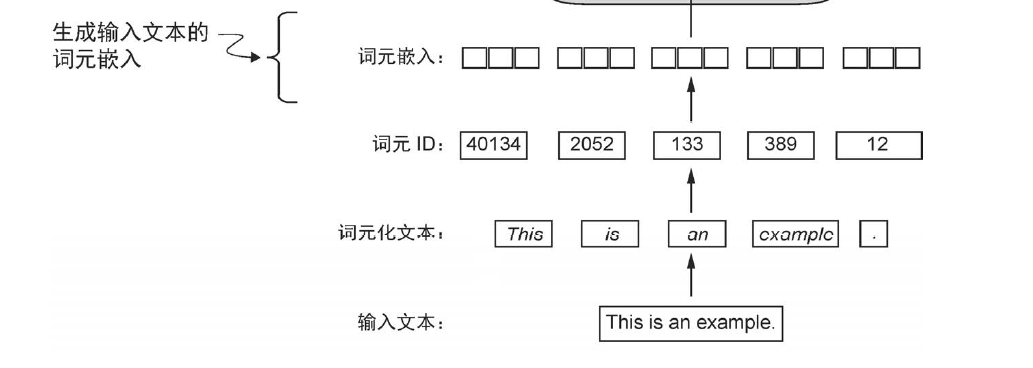 生成输入文本的
词元嵌入
词元嵌入：
词元 ID： 40134 2052 133 389 12
词元化文本： This is an example .
输入文本： This is an example.